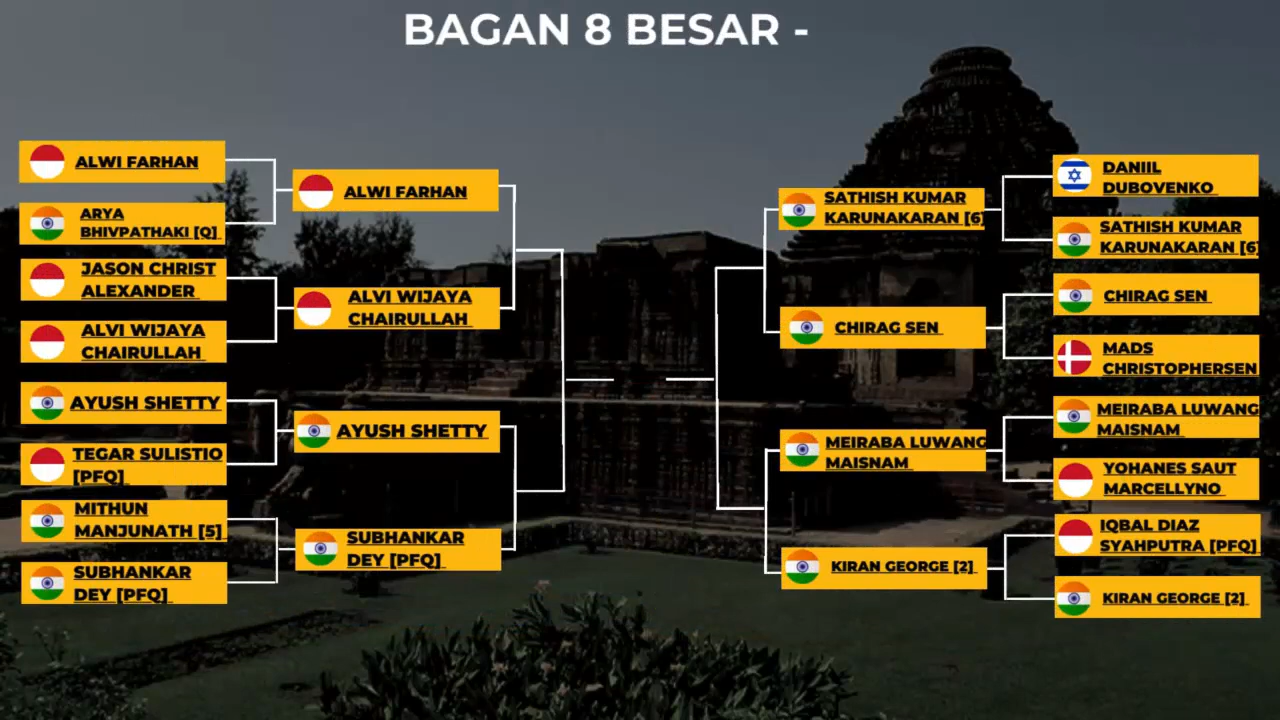 BAGAN 8 BESAR -
ALWI FARHAN
ARYA
BHIVPATHAKI [Q]
JASON CHRIST
ALEXANDER
ALVI WIJAYA
CHAIRULLAH
AYUSH SHETTY
TEGAR SULISTIO
[PFQ]
MITHUN
MANJUNATH [5]
SUBHANKAR
DEY [PFQ]
ALWI FARHAN
ALVI WIJAYA
CHAIRULLAH
AYUSH SHETTY
SUBHANKAR
DEY [PFQ]
SATHISH KUMAR
KARUNAKARAN [6]
CHIRAG SEN
MEIRABA LUWANG
MAISNAM
KIRAN GEORGE [2]
DANIIL
DUBOVENKO
SATHISH KUMAR
KARUNAKARAN [6]
CHIRAG SEN
MADS
CHRISTOPHERSEN
MEIRABA LUWANG
MAISNAM
YOHANES SAUT
MARCELLYNO
IQBAL DIAZ
SYAHPUTRA [PFQ]
KIRAN GEORGE [2]